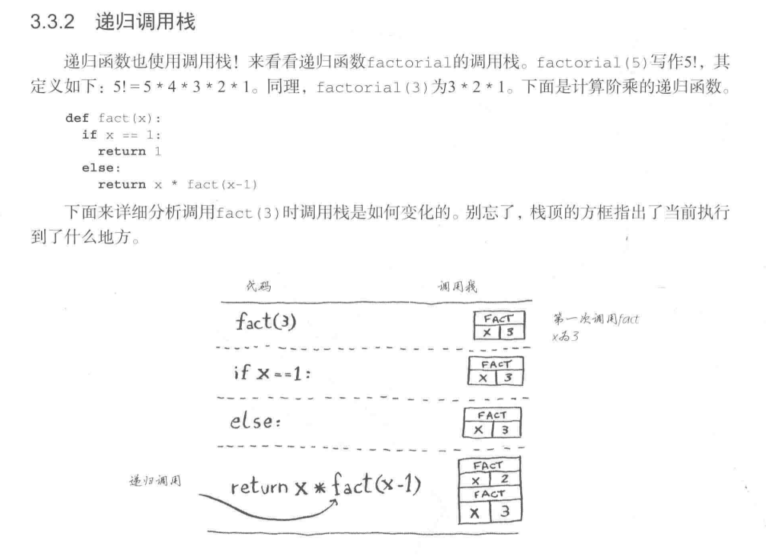 3.3.2 递归调用栈
递归函数也使用调用栈！来看看递归函数factorial的调用栈。factorial(5)写作5!，其
定义如下：5! = 5 * 4 * 3 * 2 * 1。同理，factorial(3)为3 * 2 * 1。下面是计算阶乘的递归函数。
def fact(x):
if x == 1:
return 1
else:
return x * fact(x-1)
下面来详细分析调用fact(3)时调用栈是如何变化的。别忘了，栈顶的方框指出了当前执行
到了什么地方。
代码 调用栈
fact(3)
FACT
X 3
第一次调用fact
x为3
if x ==1:
FACT
X 3
else:
FACT
X 3
递归调用
return x * fact(x-1)
FACT
X 2
FACT
X 3